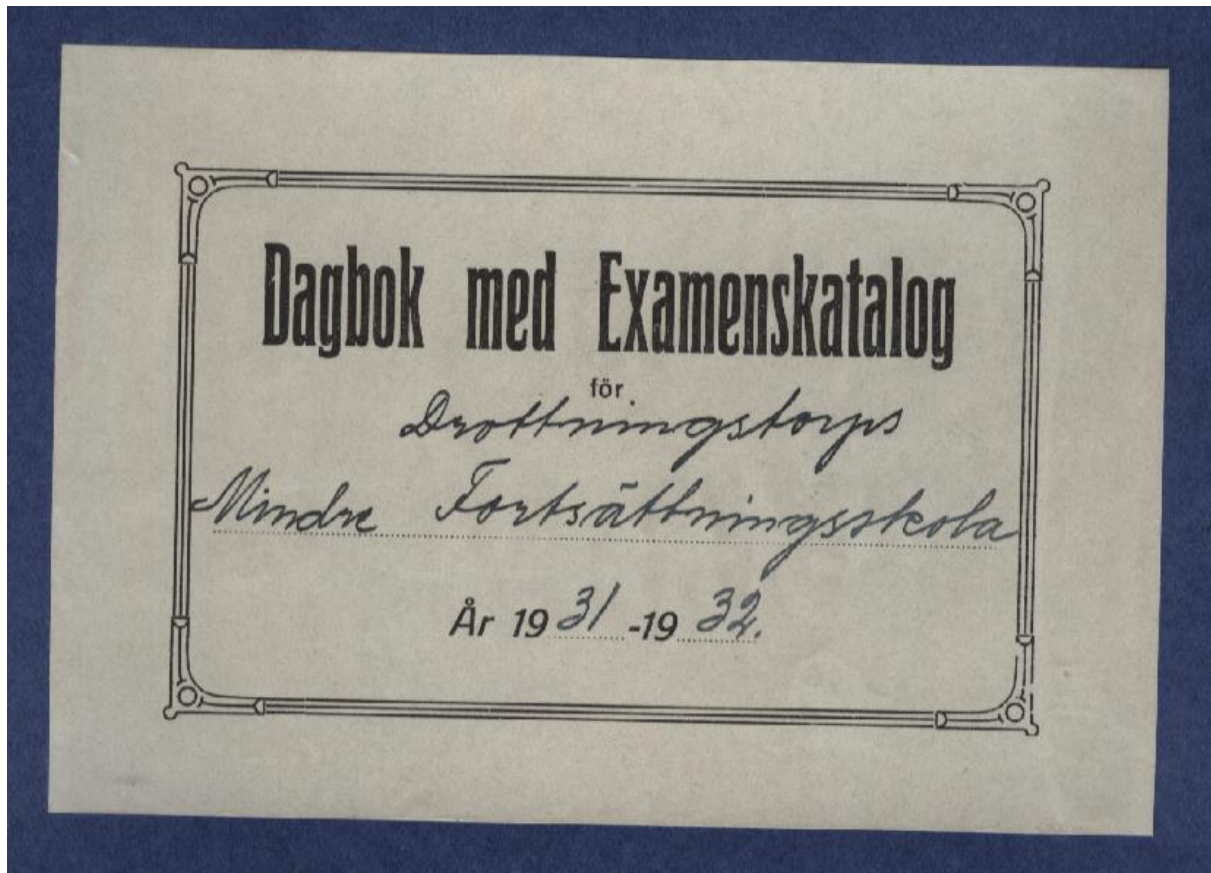 Dagbok med Examenskatalog
för
Drottningstorps
Mindre Fortsättningsskola
År 1931-1932.